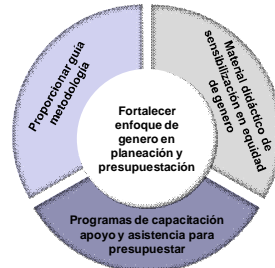 Proporcionar guía
metodología
Material didáctico de
sensibilización en equidad
de genero
Fortalecer
enfoque de
genero en
planeación y
presupuestación
Programas de capacitación
apoyo y asistencia para
presupuestar